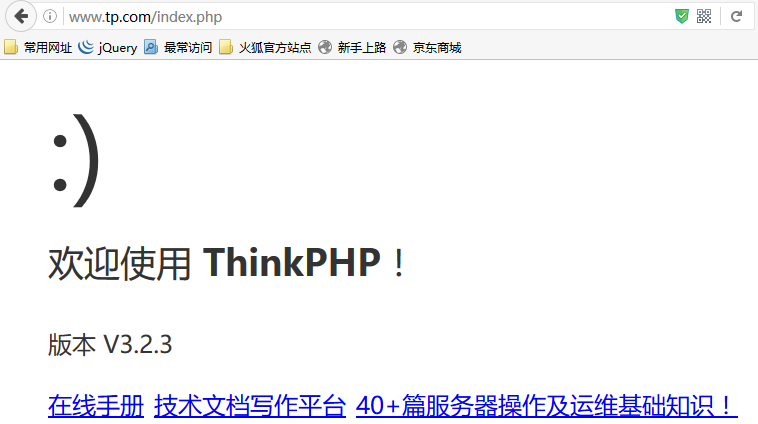 www.tp.com/index.php
常用网址 jQuery 最常访问 火狐官方站点 新手上路 京东商城
:)
欢迎使用 ThinkPHP！
版本 V3.2.3
在线手册 技术文档写作平台 40+篇服务器操作及运维基础知识！